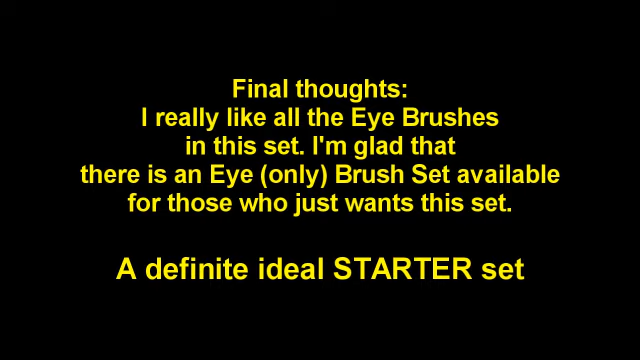 Final thoughts:
I really like all the Eye Brushes
in this set. I'm glad that
there is an Eye (only) Brush Set available
for those who just wants this set.
A definite ideal STARTER set